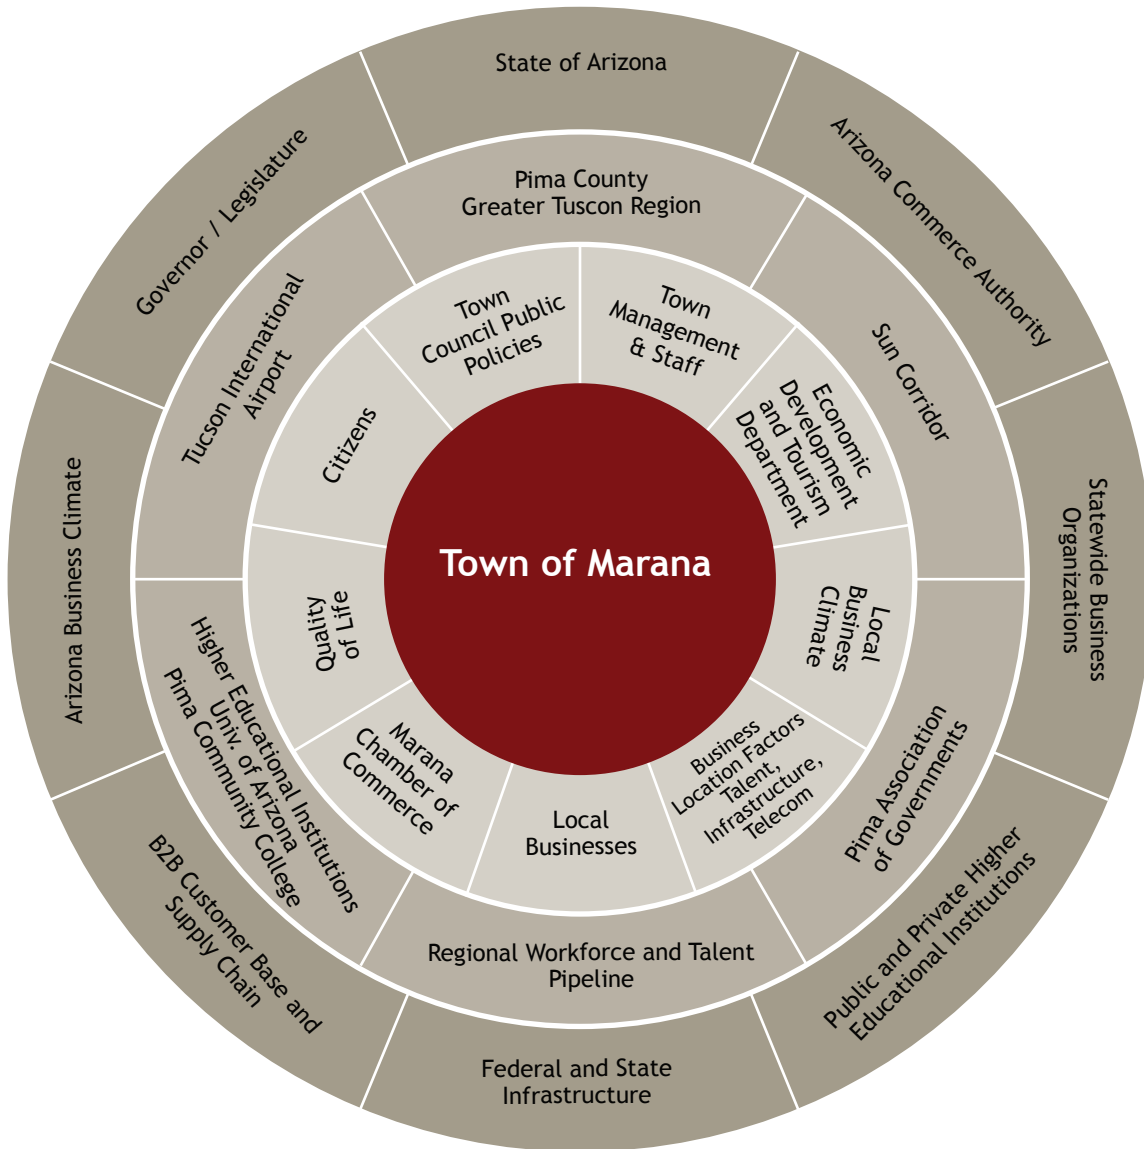 State of Arizona
Arizona Commerce Authority
Statewide Business
Organizations
Public and Private Higher
Educational Institutions
Federal and State
Infrastructure
B2B Customer Base and
Supply Chain
Arizona Business Climate
Governor / Legislature
Pima County
Greater Tuscon Region
Sun Corridor
Pima Association
of Governments
Regional Workforce and Talent
Pipeline
Higher Educational Institutions
Univ. of Arizona
Pima Community College
Tucson International
Airport
Town
Council Public
Policies
Town
Management
& Staff
Economic
Development
and Tourism
Department
Local
Business
Climate
Business
Location Factors
Talent,
Infrastructure,
Telecom
Local
Businesses
Marana
Chamber of
Commerce
Quality
of Life
Citizens
Town of Marana